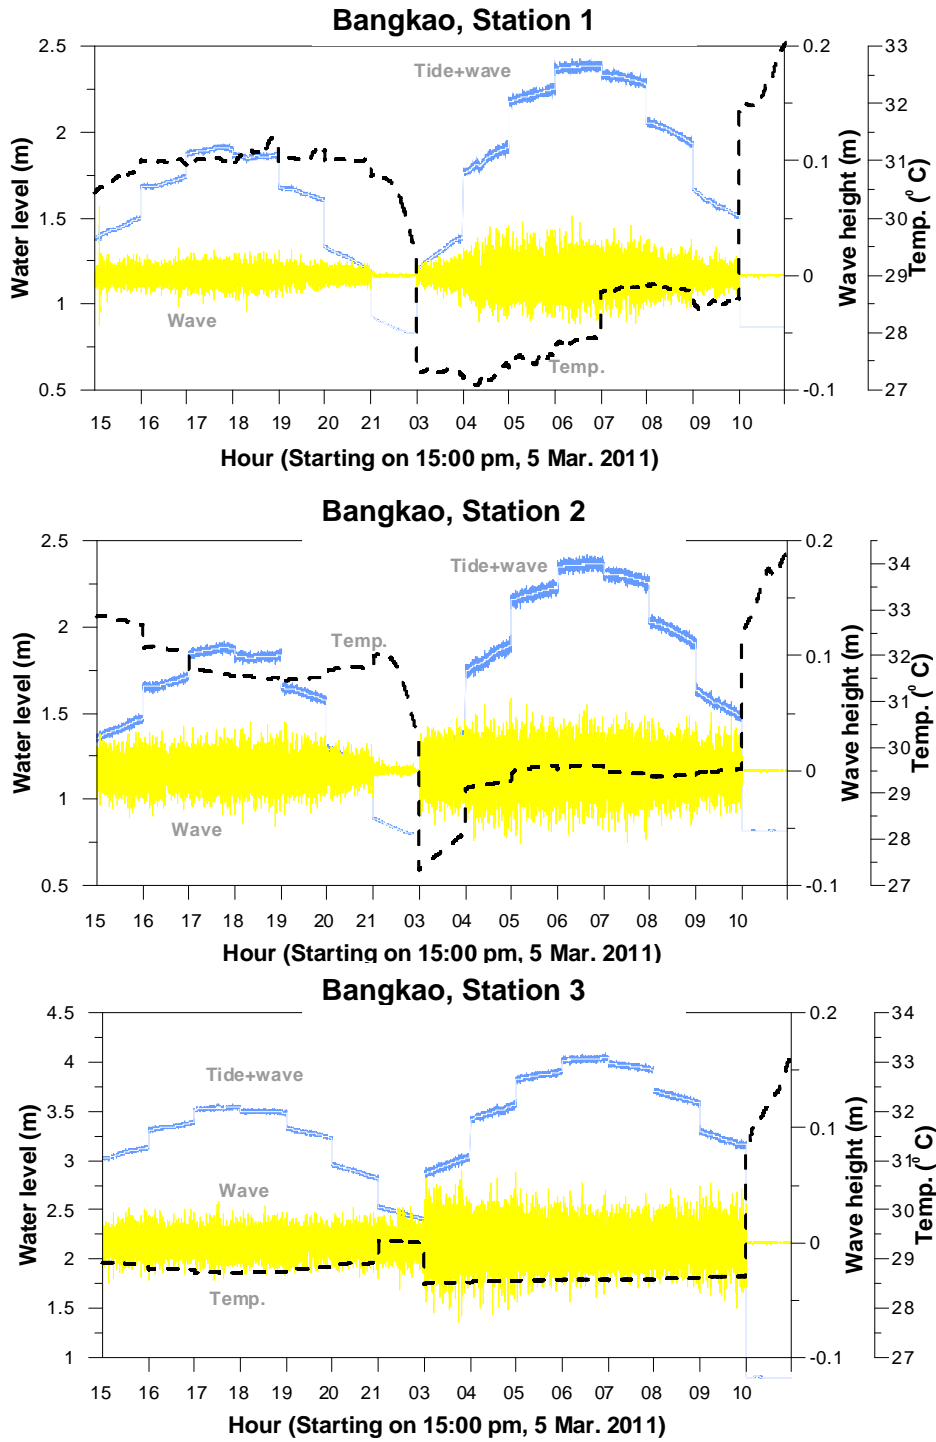 Bangkao, Station 1
2.5
2
1.5
1
0.5
Water level (m)
Tide+wave
Wave
Temp.
0.2
0.1
0
-0.1
Wave height (m)
33
32
31
30
29
28
27
Temp. (°C)
15 16 17 18 19 20 21 03 04 05 06 07 08 09 10
Hour (Starting on 15:00 pm, 5 Mar. 2011)
Bangkao, Station 2
2.5
2
1.5
1
0.5
Water level (m)
Tide+wave
Temp.
Wave
0.2
0.1
0
-0.1
Wave height (m)
34
33
32
31
30
29
28
27
Temp. (°C)
15 16 17 18 19 20 21 03 04 05 06 07 08 09 10
Hour (Starting on 15:00 pm, 5 Mar. 2011)
Bangkao, Station 3
4.5
4
3.5
3
2.5
2
1.5
1
Water level (m)
Tide+wave
Wave
Temp.
0.2
0.1
0
-0.1
Wave height (m)
34
33
32
31
30
29
28
27
Temp. (°C)
15 16 17 18 19 20 21 03 04 05 06 07 08 09 10
Hour (Starting on 15:00 pm, 5 Mar. 2011)